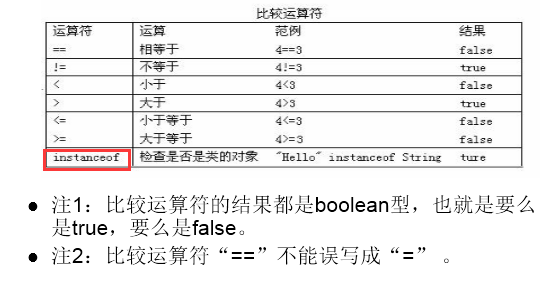 比较运算符
运算符 运算 范例 结果
== 相等于 4==3 false
!= 不等于 4!=3 true
< 小于 4<3 false
> 大于 4>3 true
<= 小于等于 4<=3 false
>= 大于等于 4>=3 false
instanceof 检查是否是类的对象 "Hello" instanceof String ture
● 注1：比较运算符的结果都是boolean型，也就是要么
是true，要么是false。
● 注2：比较运算符“==”不能误写成“=” 。